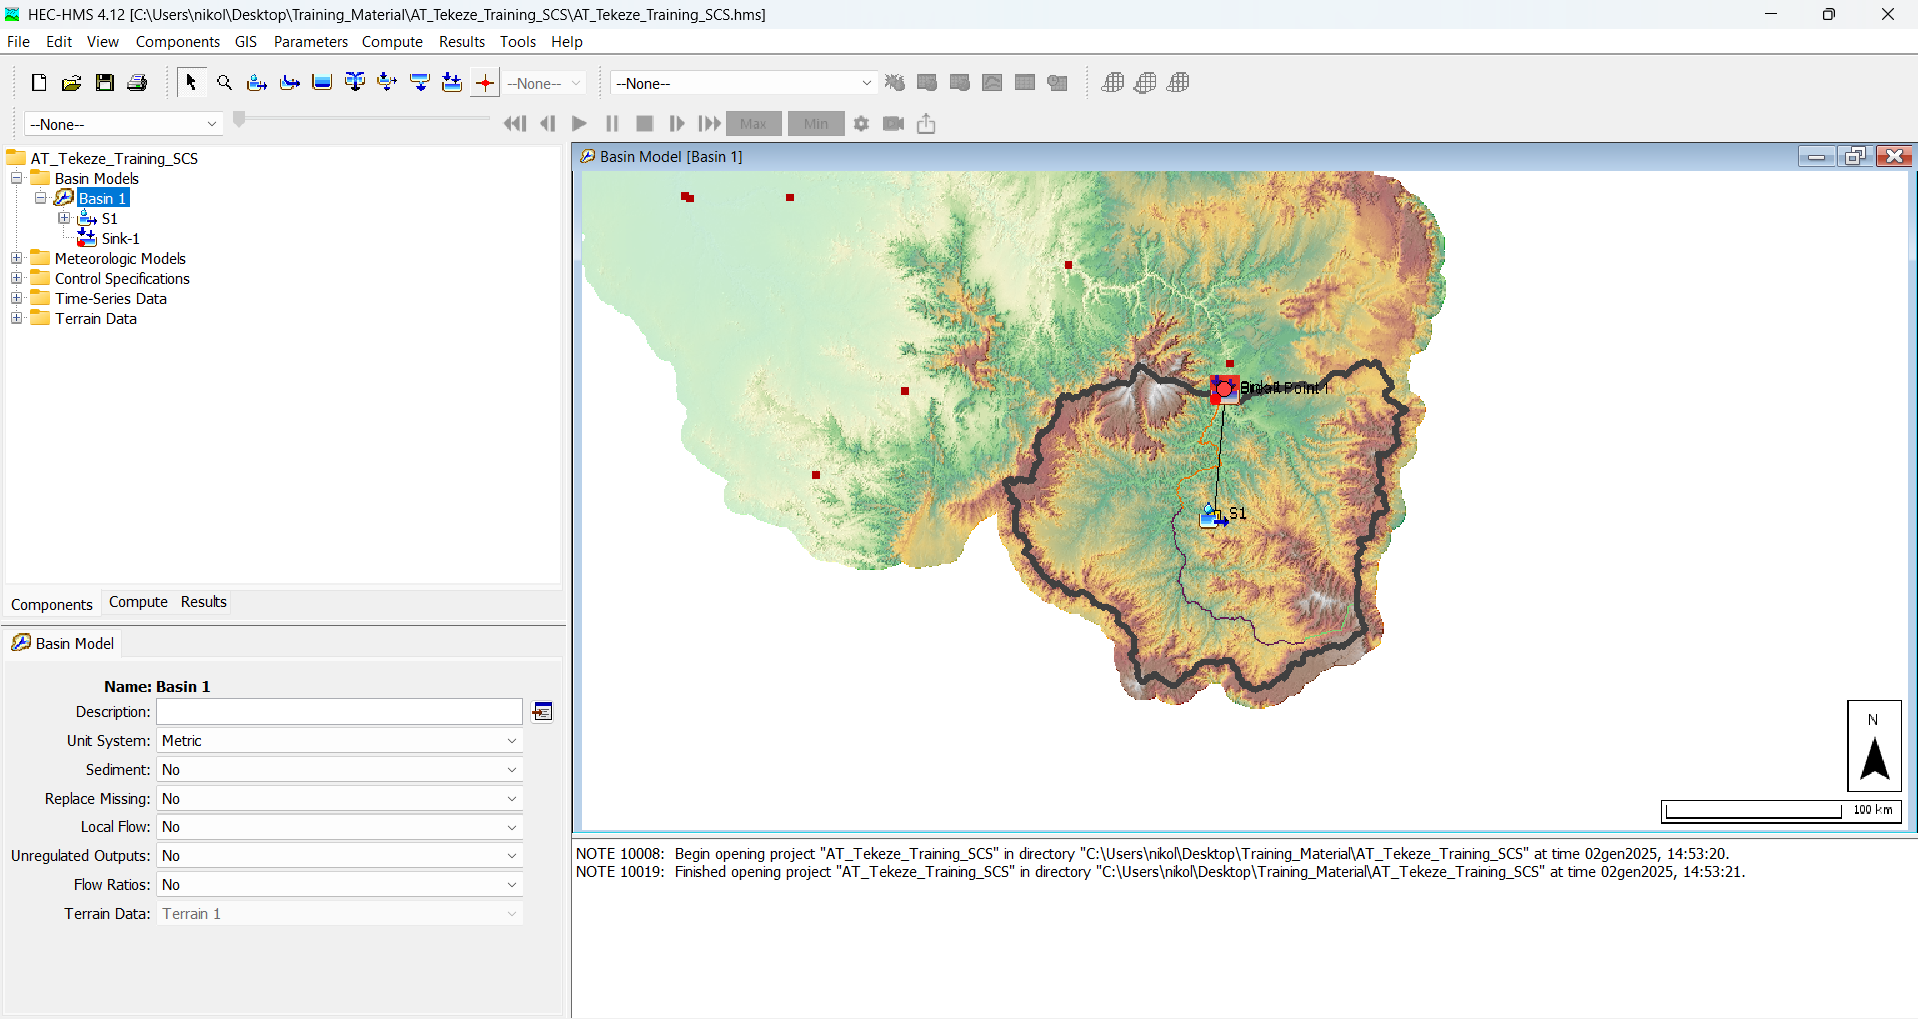 HEC-HMS 4.12 [C:\Users\nikol\Desktop\Training_Material\AT_Tekeze_Training_SCS\AT_Tekeze_Training_SCS.hms]
File Edit View Components GIS Parameters Compute Results Tools Help
--None-- --None--
--None-- Max Min
AT_Tekeze_Training_SCS
Basin Models
Basin 1
S1
Sink-1
Meteorologic Models
Control Specifications
Time-Series Data
Terrain Data
Components Compute Results
Basin Model
Name: Basin 1
Description:
Unit System: Metric
Sediment: No
Replace Missing: No
Local Flow: No
Unregulated Outputs: No
Flow Ratios: No
Terrain Data: Terrain 1
Basin Model [Basin 1]
S1
N
100 km
NOTE 10008: Begin opening project "AT_Tekeze_Training_SCS" in directory "C:\Users\nikol\Desktop\Training_Material\AT_Tekeze_Training_SCS" at time 02gen2025, 14:53:20.
NOTE 10019: Finished opening project "AT_Tekeze_Training_SCS" in directory "C:\Users\nikol\Desktop\Training_Material\AT_Tekeze_Training_SCS" at time 02gen2025, 14:53:21.